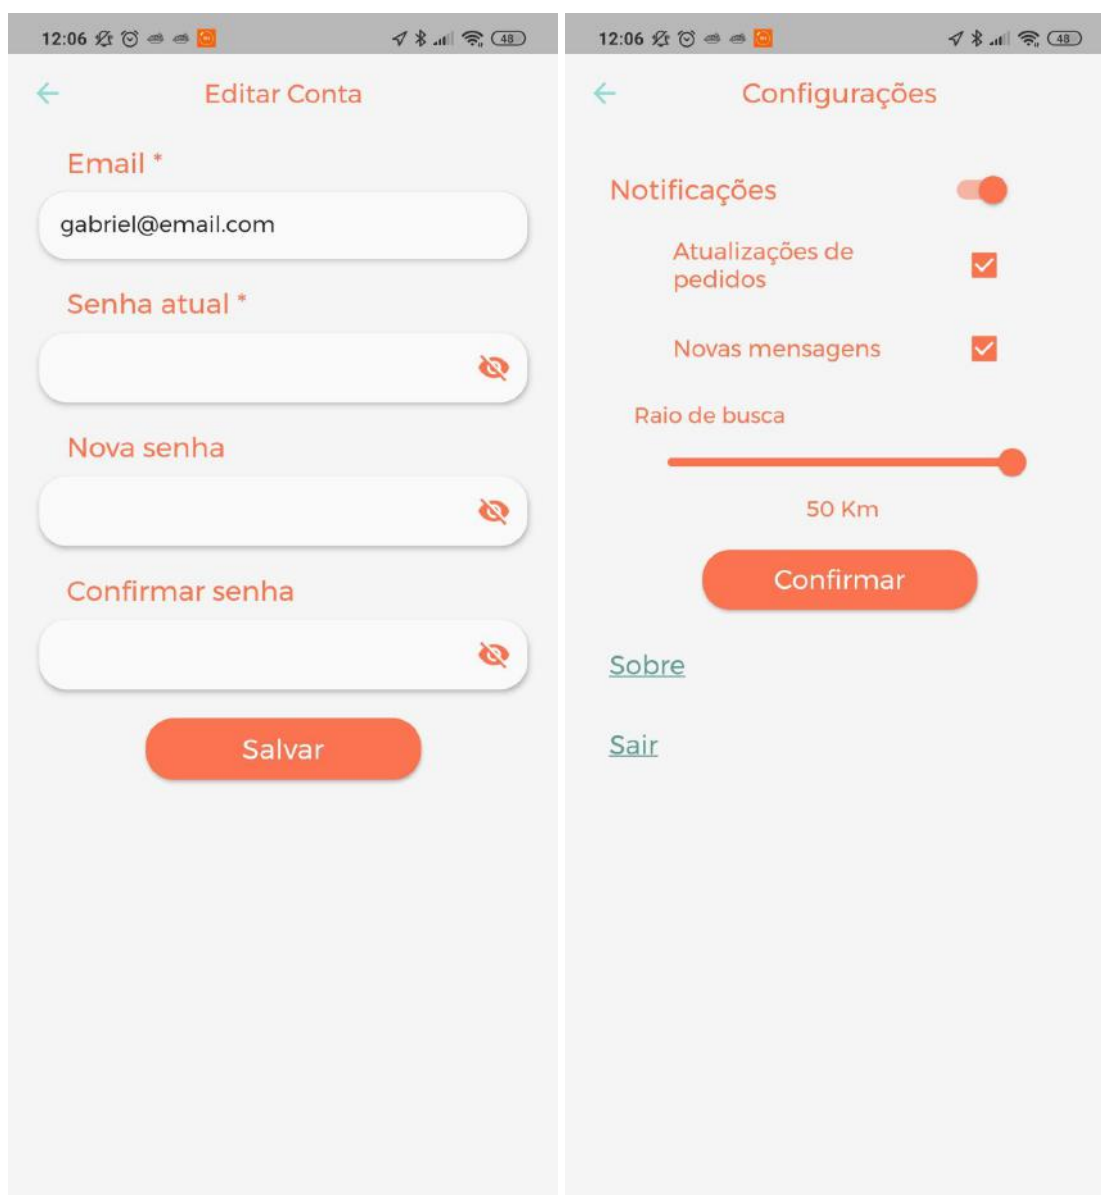 12:06
48
Editar Conta
Email *
gabriel@email.com
Senha atual *
Nova senha
Confirmar senha
Salvar
12:06
48
Configurações
Notificações
Atualizações de
pedidos
Novas mensagens
Raio de busca
50 Km
Confirmar
Sobre
Sair